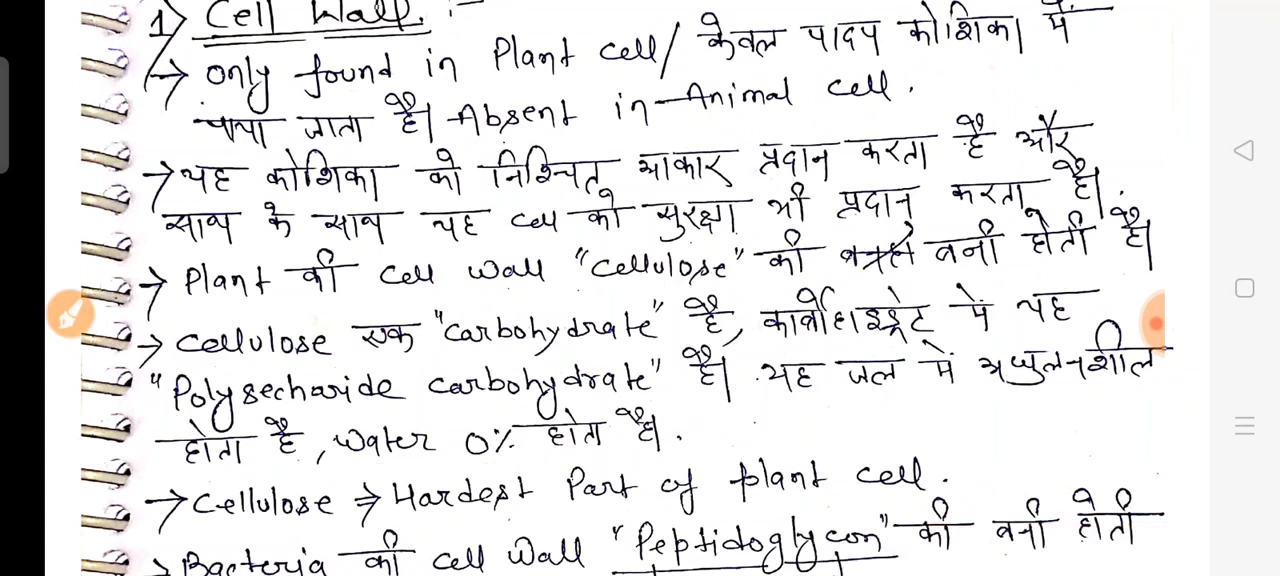 1) Cell Wall :-
→ only found in Plant cell/ केवल पादप कोशिका में
पाया जाता है। Absent in Animal cell.
→ यह कोशिका को निश्चित आकार प्रदान करता है और
साथ के साथ यह cell को सुरक्षा भी प्रदान करता है।
→ Plant की cell wall "cellulose" की बनी होती है।
→ Cellulose एक "carbohydrate" है, कार्बोहाइड्रेट में यह
"Polysecharide carbohydrate" है। यह जल में अघुलनशील
होता है, water 0% होता है।
→ Cellulose ⇒ Hardest Part of plant cell.
→ Bacteria की cell wall "Peptidoglycon" की बनी होती